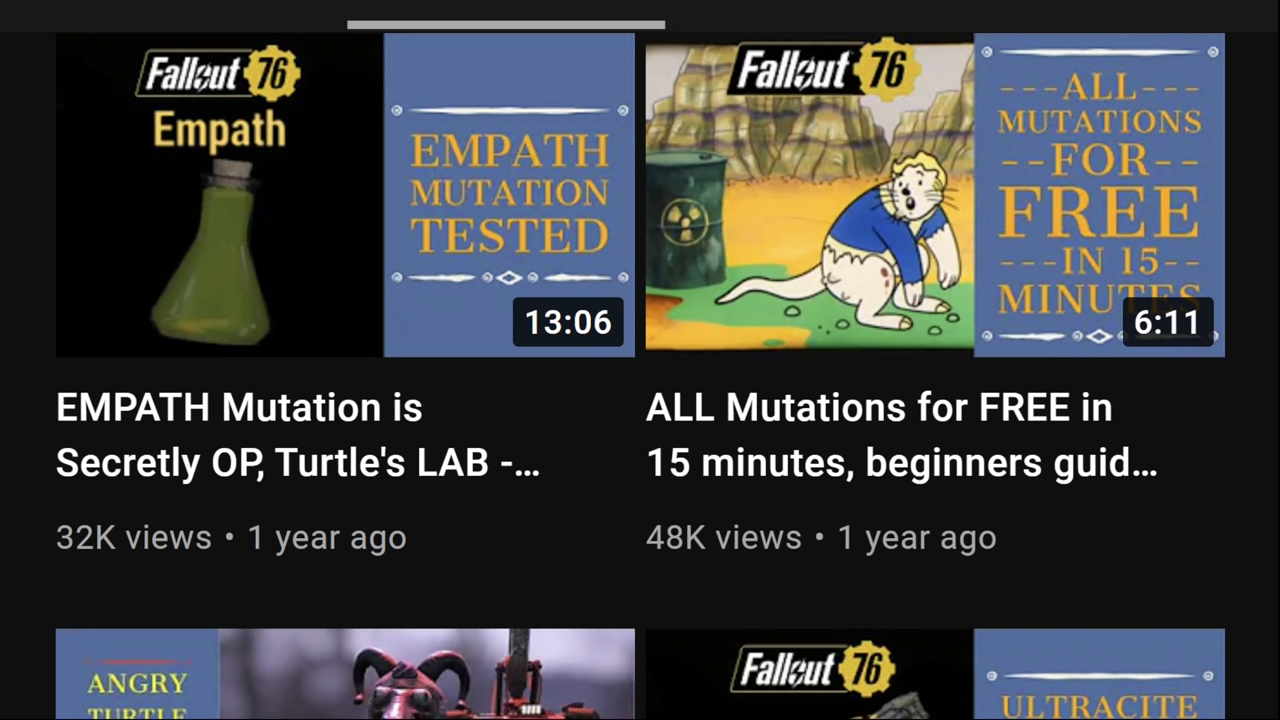 Fallout 76
Empath
EMPATH
MUTATION
TESTED
13:06
Fallout 76
---ALL---
MUTATIONS
--FOR--
FREE
---IN 15--
MINUTES
6:11
EMPATH Mutation is
Secretly OP, Turtle's LAB -...
32K views • 1 year ago
ALL Mutations for FREE in
15 minutes, beginners guid...
48K views • 1 year ago
ANGRY
TURTLE
Fallout 76
ULTRACITE